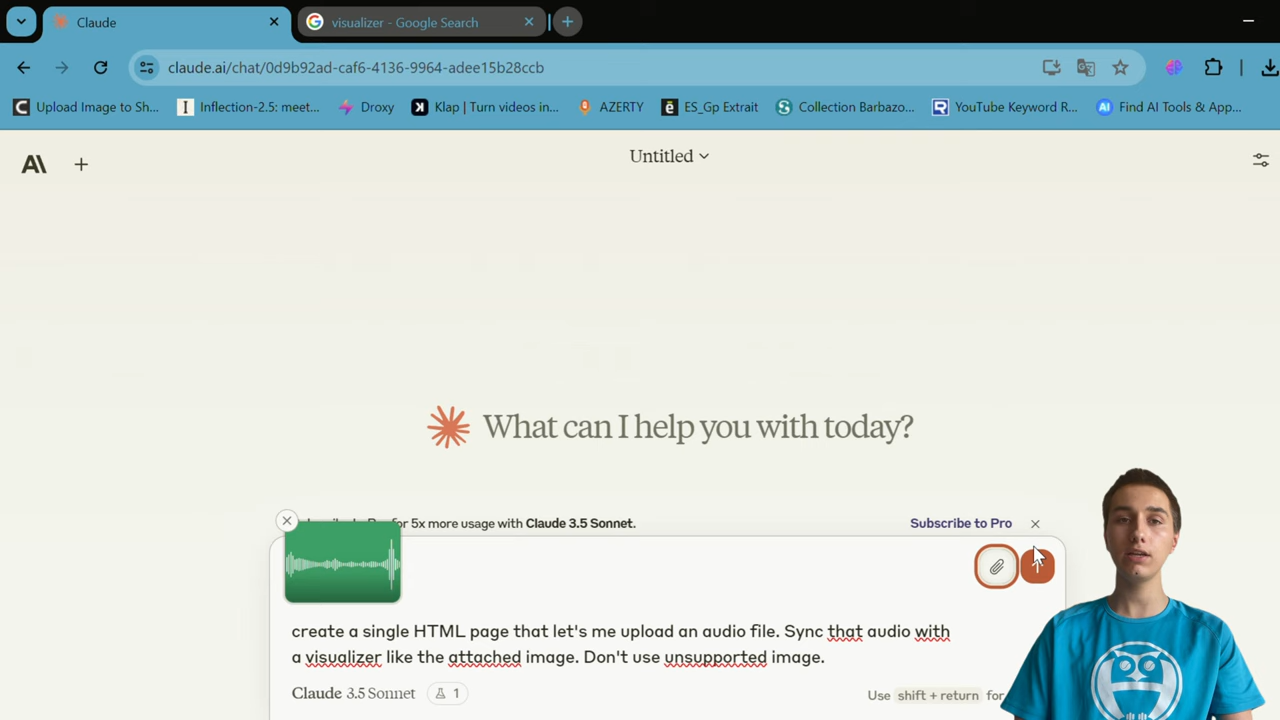 Claude
visualizer - Google Search
claude.ai/chat/0d9b92ad-caf6-4136-9964-adee15b28ccb
Upload Image to Sh...
Inflection-2.5: meet...
Droxy
Klap | Turn videos in...
AZERTY
ES_Gp Extrait
Collection Barbazo...
YouTube Keyword R...
Find AI Tools & App...
Untitled
What can I help you with today?
for 5x more usage with Claude 3.5 Sonnet.
Subscribe to Pro
create a single HTML page that let's me upload an audio file. Sync that audio with
a visualizer like the attached image. Don't use unsupported image.
Claude 3.5 Sonnet
1
Use shift + return for